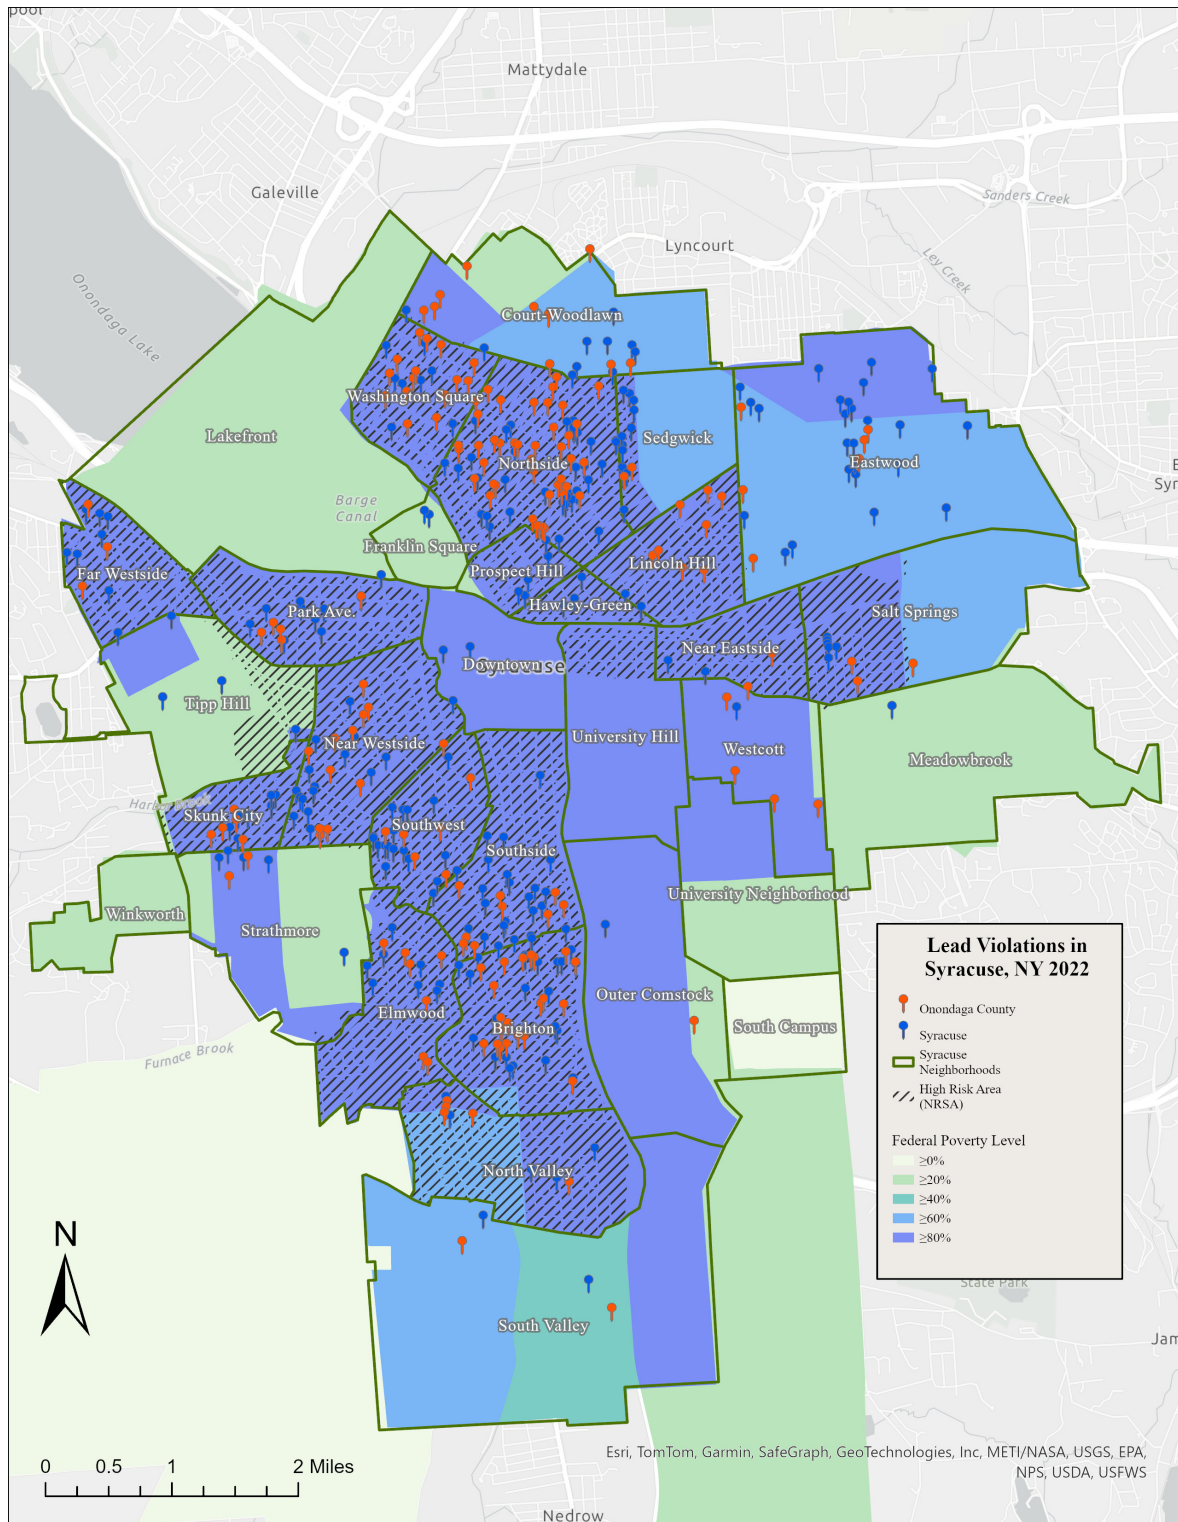 pool
Mattydale
Galeville
Sanders Creek
Lyncourt
Ley Creek
Onondaga Lake
Court-Woodlawn
Washington Square
Lakefront
Sedgwick
Northside
Eastwood
Barge
Canal
Franklin Square
Prospect Hill
Lincoln Hill
Far Westside
Hawley-Green
Park Ave.
Salt Springs
Near Eastside
Downtown
Syracuse
Tipp Hill
University Hill
Near Westside
Westcott
Meadowbrook
Skunk City
Southwest
Southside
University Neighborhood
Winkworth
Strathmore
Outer Comstock
Elmwood
Brighton
South Campus
Furnace Brook
North Valley
South Valley
Lead Violations in
Syracuse, NY 2022
Onondaga County
Syracuse
Syracuse
Neighborhoods
High Risk Area
(NRSA)
Federal Poverty Level
≥0%
≥20%
≥40%
≥60%
≥80%
State Park
Jam
N
0 0.5 1 2 Miles
Esri, TomTom, Garmin, SafeGraph, GeoTechnologies, Inc, METI/NASA, USGS, EPA,
NPS, USDA, USFWS
Nedrow